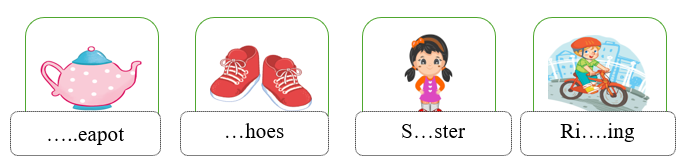 …..eapot
…hoes
S…ster
Ri….ing